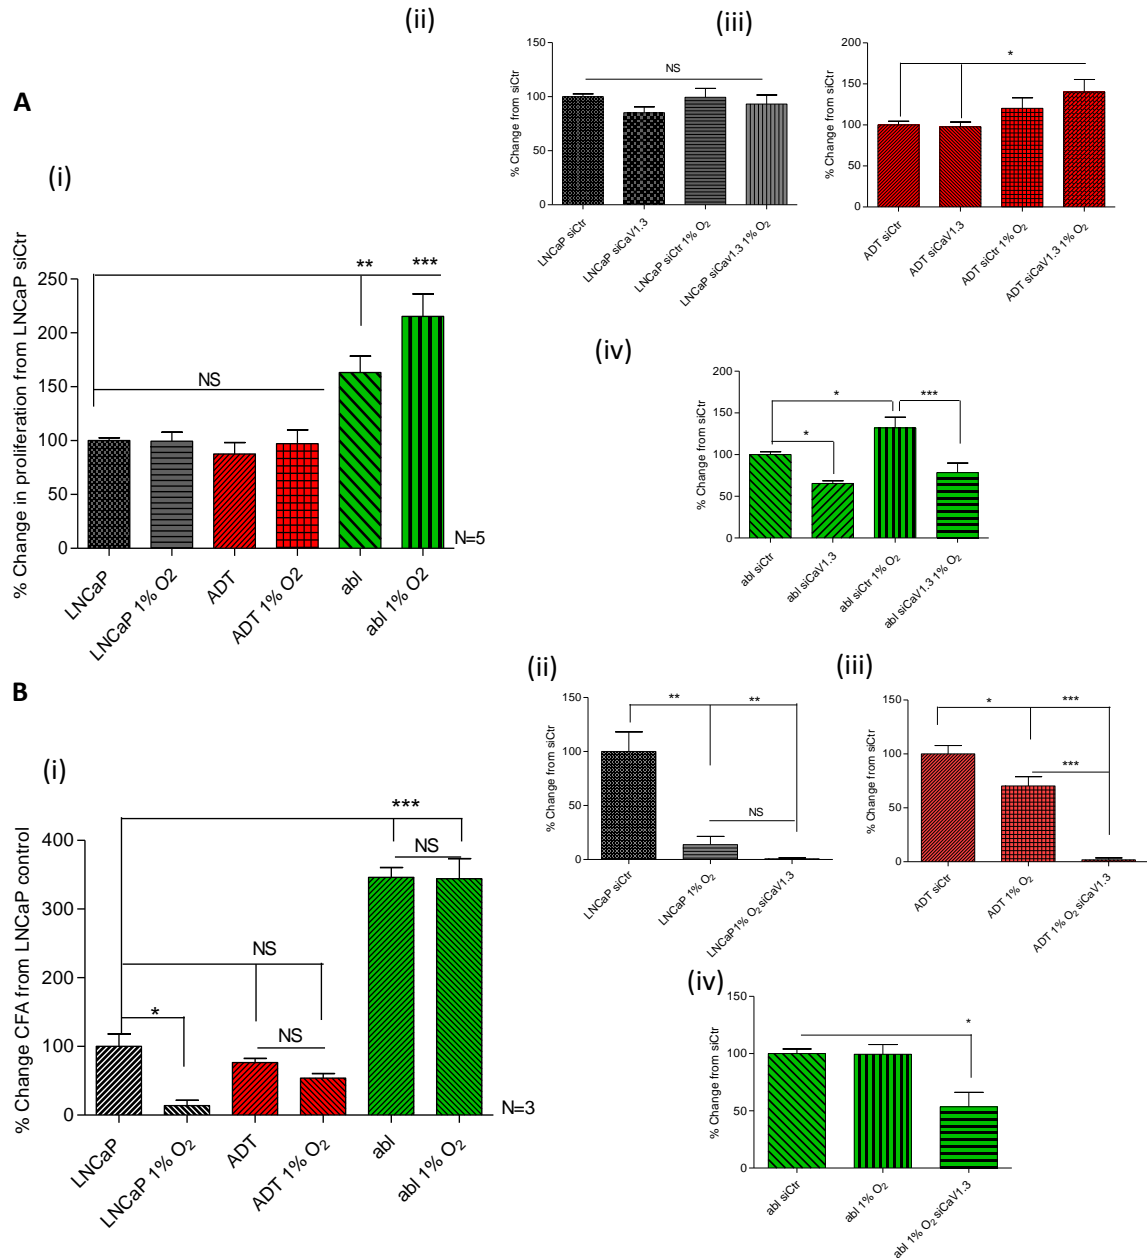 A
(i)
% Change in proliferation from LNCaP siCtr
250
200
150
100
50
0
**
***
NS
N=5
LNCaP
LNCaP 1% O2
ADT
ADT 1% O2
abl
abl 1% O2
(ii)
% Change from siCtr
150
100
50
0
NS
LNCaP siCtr
LNCaP siCaV1.3
LNCaP siCtr 1% O₂
LNCaP siCav1.3 1% O₂
(iii)
% Change from siCtr
200
150
100
50
0
*
ADT siCtr
ADT siCaV1.3
ADT siCtr 1% O₂
ADT siCaV1.3 1% O₂
(iv)
% Change from siCtr
200
150
100
50
0
*
*
***
abl siCtr
abl siCaV1.3
abl siCtr 1% O₂
abl siCaV1.3 1% O₂
B
(i)
% Change CFA from LNCaP control
400
300
200
100
0
***
NS
NS
*
NS
N=3
LNCaP
LNCaP 1% O₂
ADT
ADT 1% O₂
abl
abl 1% O₂
(ii)
% Change from siCtr
150
100
50
0
**
**
NS
LNCaP siCtr
LNCaP 1% O₂
LNCaP1% O₂ siCaV1.3
(iii)
% Change from siCtr
150
100
50
0
*
***
***
ADT siCtr
ADT 1% O₂
ADT 1% O₂ siCaV1.3
(iv)
% Change from siCtr
150
100
50
0
*
abl siCtr
abl 1% O₂
abl 1% O₂ siCaV1.3